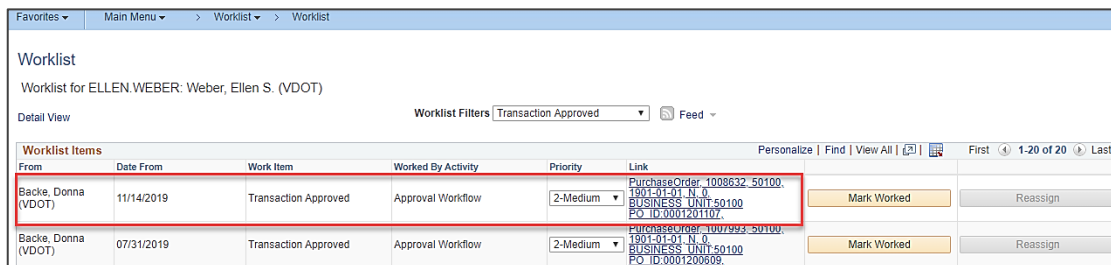 Favorites Main Menu > Worklist > Worklist
Worklist
Worklist for ELLEN.WEBER: Weber, Ellen S. (VDOT)
Detail View Worklist Filters Transaction Approved Feed
Worklist Items Personalize | Find | View All | | First 1-20 of 20 Last
From Date From Work Item Worked By Activity Priority Link
Backe, Donna (VDOT) 11/14/2019 Transaction Approved Approval Workflow 2-Medium
PurchaseOrder, 1008632, 50100,
1901-01-01, N, 0,
BUSINESS_UNIT:50100
PO_ID:0001201107,
Mark Worked Reassign
Backe, Donna (VDOT) 07/31/2019 Transaction Approved Approval Workflow 2-Medium
PurchaseOrder, 1007993, 50100,
1901-01-01, N, 0,
BUSINESS_UNIT:50100
PO_ID:0001200609,
Mark Worked Reassign